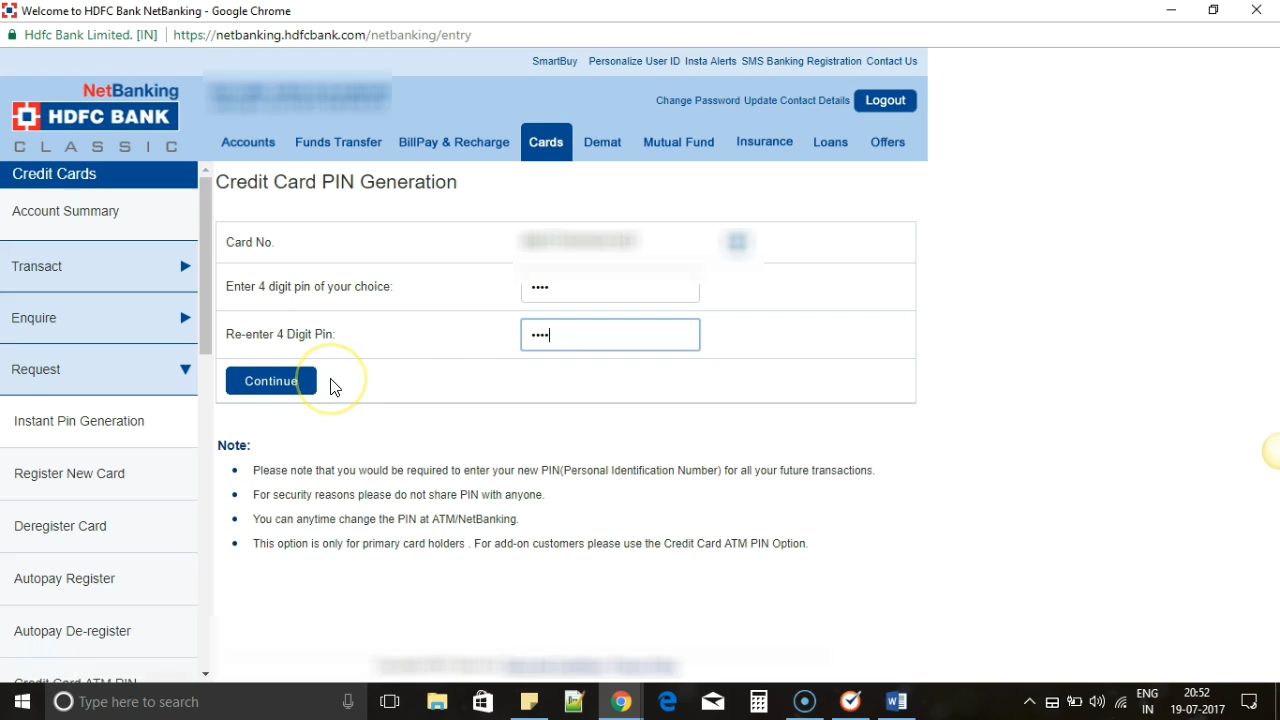 Welcome to HDFC Bank NetBanking - Google Chrome
Hdfc Bank Limited. [IN] https://netbanking.hdfcbank.com/netbanking/entry
SmartBuy Personalize User ID Insta Alerts SMS Banking Registration Contact Us
NetBanking
HDFC BANK
CLASSIC
Change Password Update Contact Details Logout
Accounts Funds Transfer BillPay & Recharge Cards Demat Mutual Fund Insurance Loans Offers
Credit Cards
Account Summary
Transact
Enquire
Request
Instant Pin Generation
Register New Card
Deregister Card
Autopay Register
Autopay De-register
Credit Card ATM PIN
Credit Card PIN Generation
Card No.
Enter 4 digit pin of your choice: ••••
Re-enter 4 Digit Pin: ••••
Continue
Note:
• Please note that you would be required to enter your new PIN(Personal Identification Number) for all your future transactions.
• For security reasons please do not share PIN with anyone.
• You can anytime change the PIN at ATM/NetBanking.
• This option is only for primary card holders . For add-on customers please use the Credit Card ATM PIN Option.
Type here to search
ENG
IN
20:52
19-07-2017